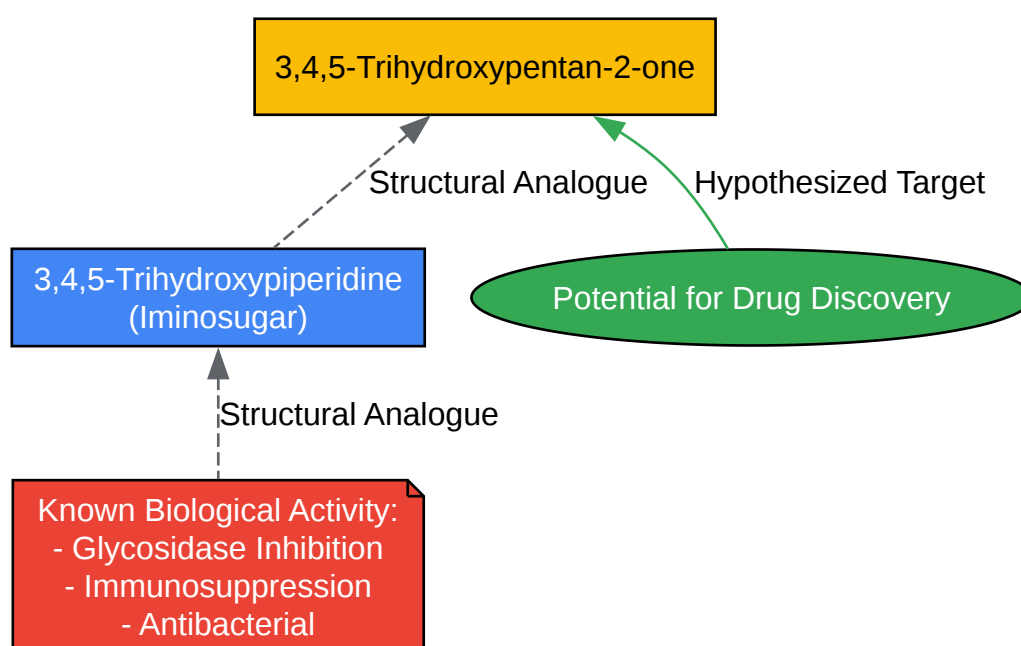 3,4,5-Trihydroxypentan-2-one
Structural Analogue
Hypothesized Target
3,4,5-Trihydroxypiperidine
(Iminosugar)
Potential for Drug Discovery
Structural Analogue
Known Biological Activity:
- Glycosidase Inhibition
- Immunosuppression
- Antibacterial